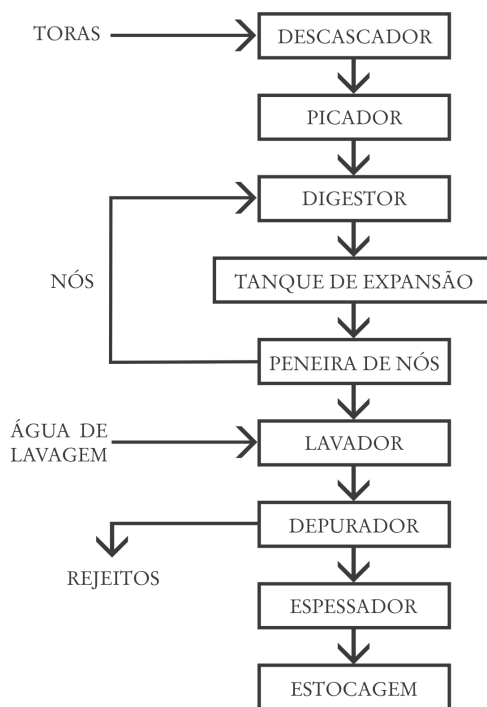 TORAS
DESCASCADOR
PICADOR
DIGESTOR
NÓS
TANQUE DE EXPANSÃO
PENEIRA DE NÓS
ÁGUA DE
LAVAGEM
LAVADOR
DEPURADOR
REJEITOS
ESPESSADOR
ESTOCAGEM